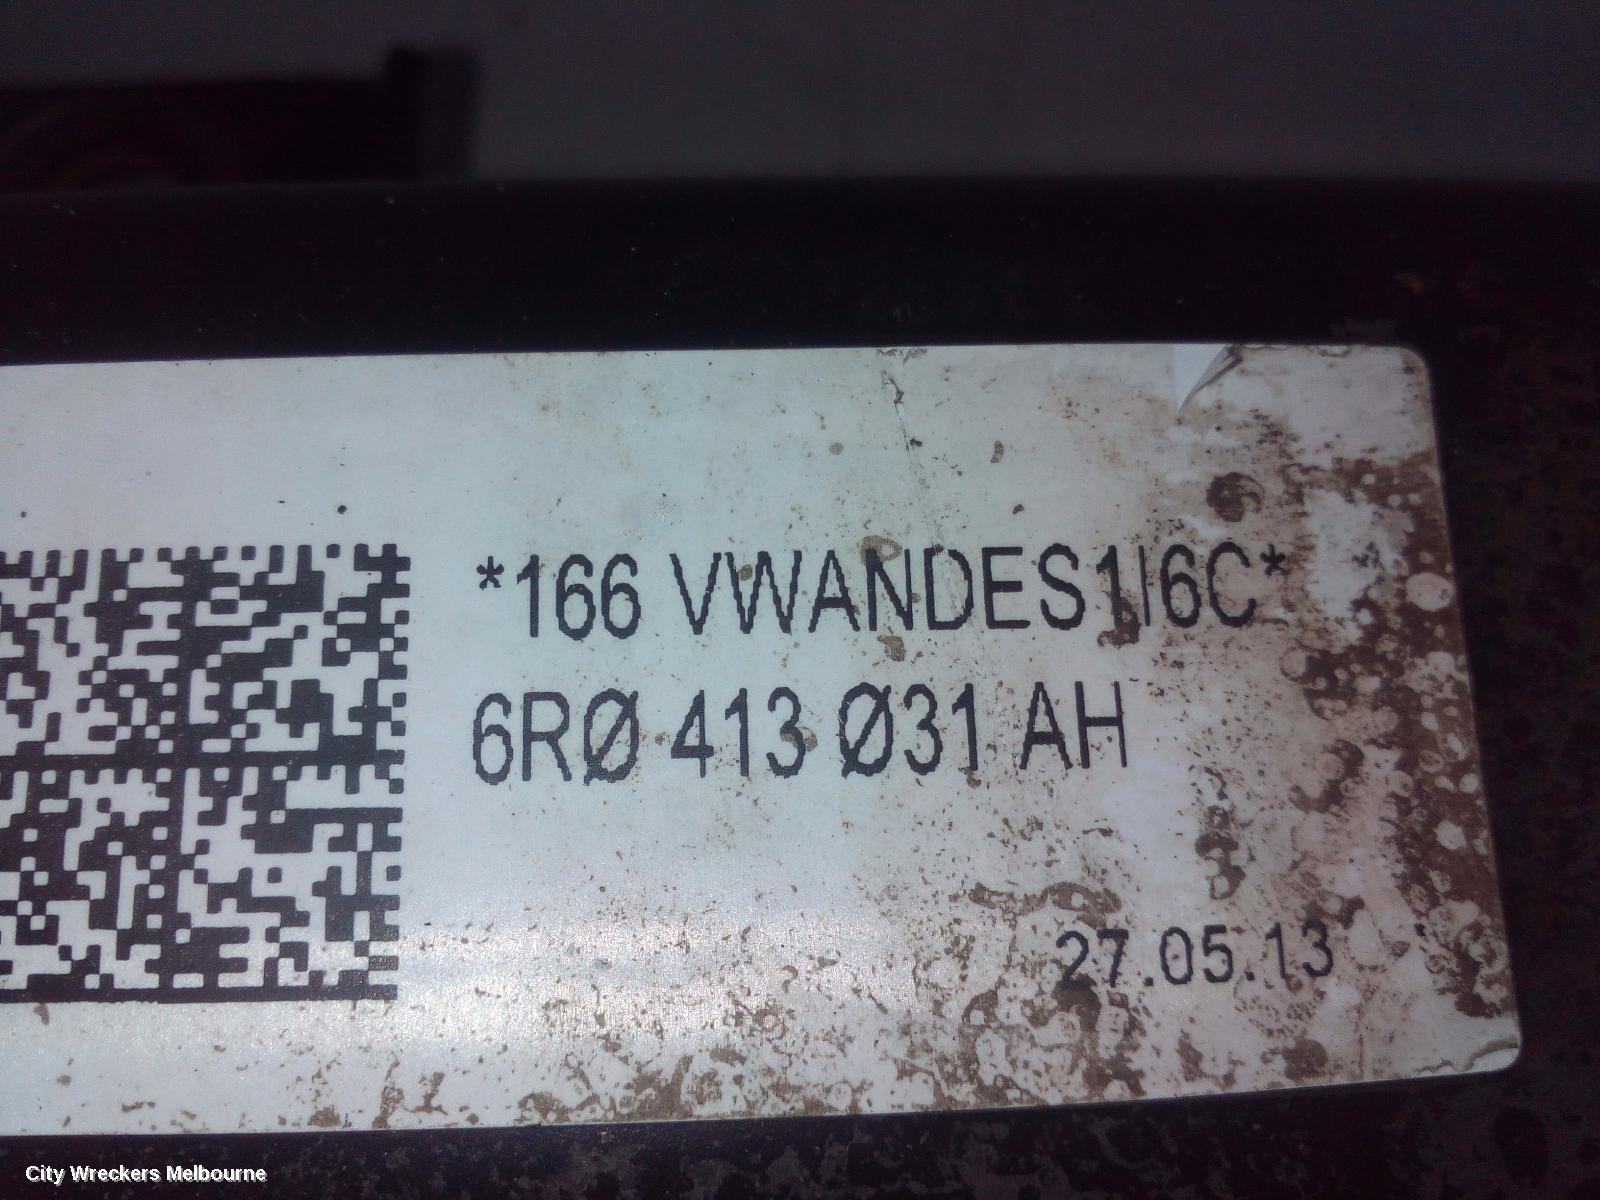 *166 VWANDES1I6C*
6RØ 413 Ø31 AH
27.05.13
City Wreckers Melbourne